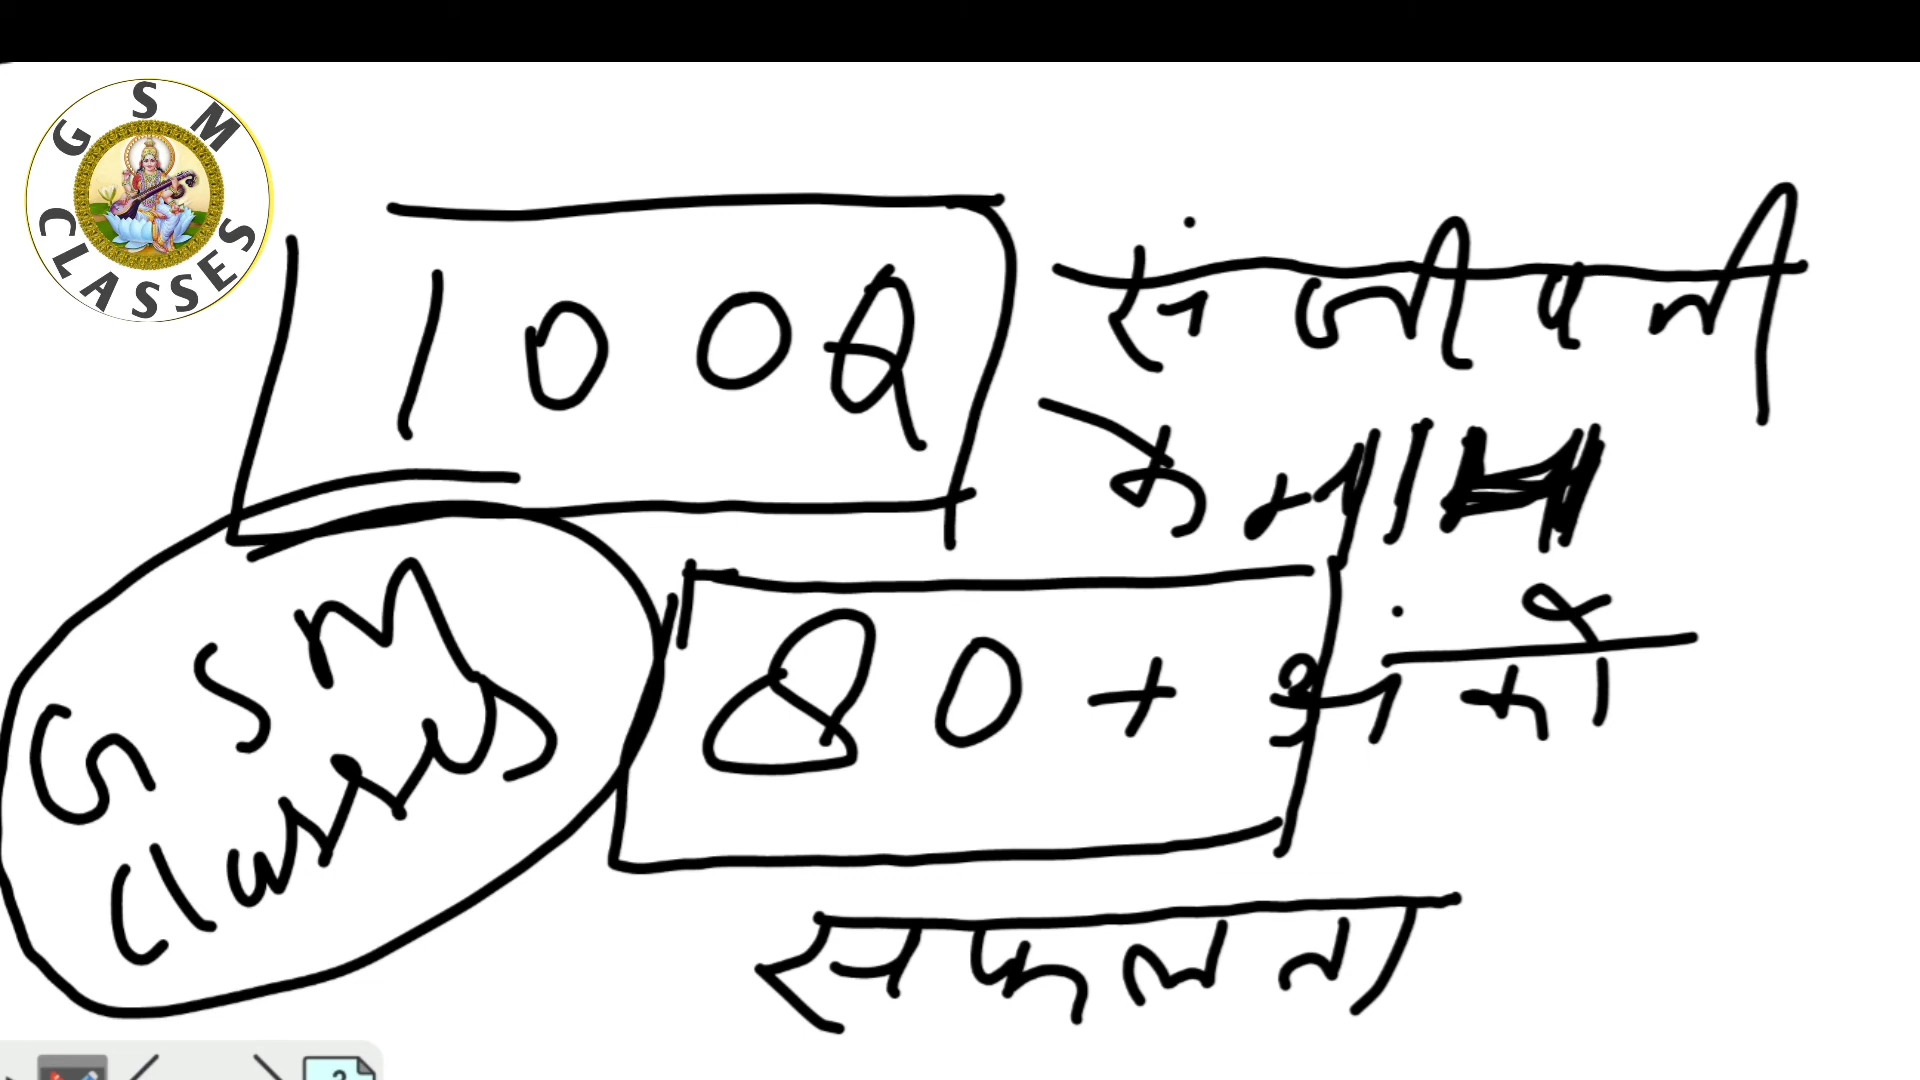 GSM CLASSES
100Q
संजीवनी
के साथ
GSM
classes
80+ अंकों
सफलता